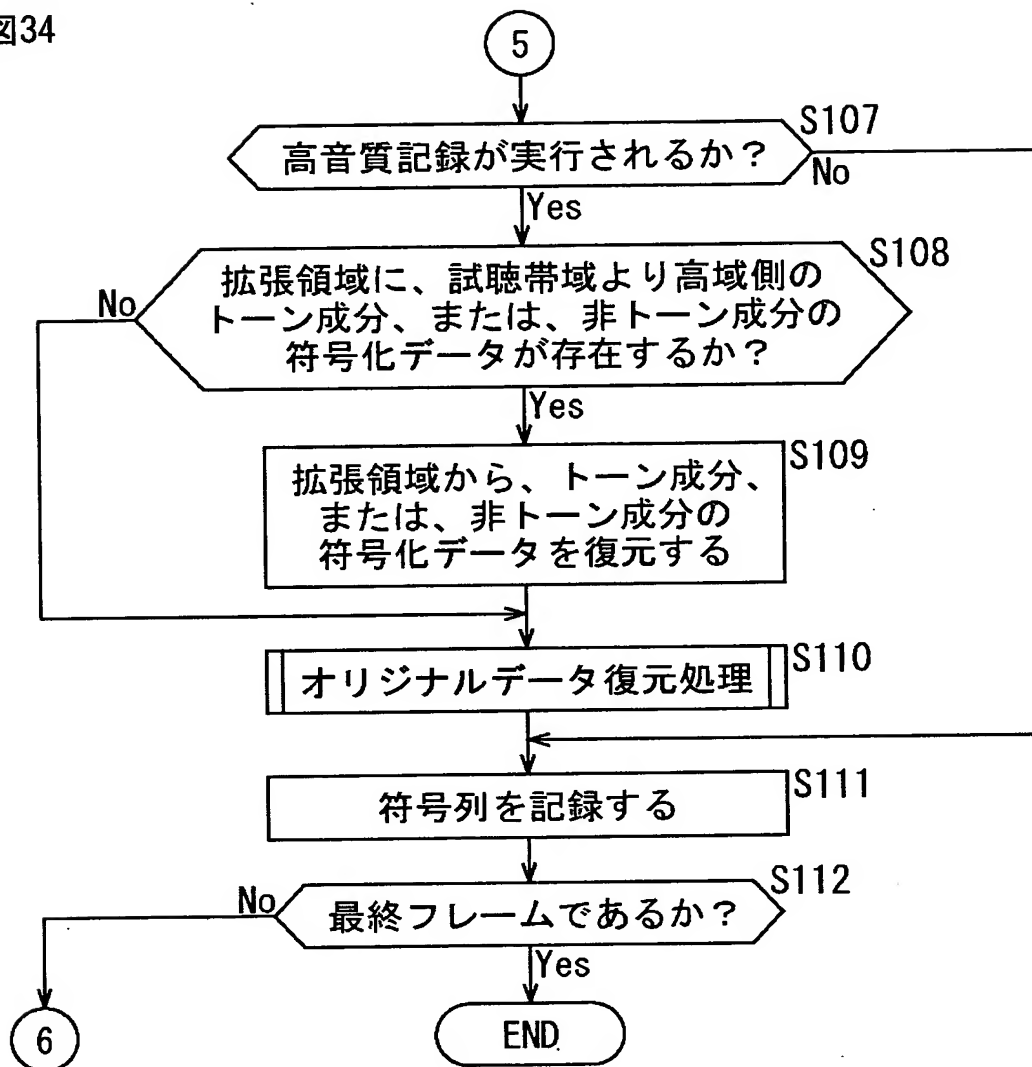 図34
5
S107
高音質記録が実行されるか?
No
Yes
S108
No
拡張領域に、試聴帯域より高域側の
トーン成分、または、非トーン成分の
符号化データが存在するか?
Yes
S109
拡張領域から、トーン成分、
または、非トーン成分の
符号化データを復元する
S110
オリジナルデータ復元処理
S111
符号列を記録する
S112
No
最終フレームであるか?
Yes
6
END